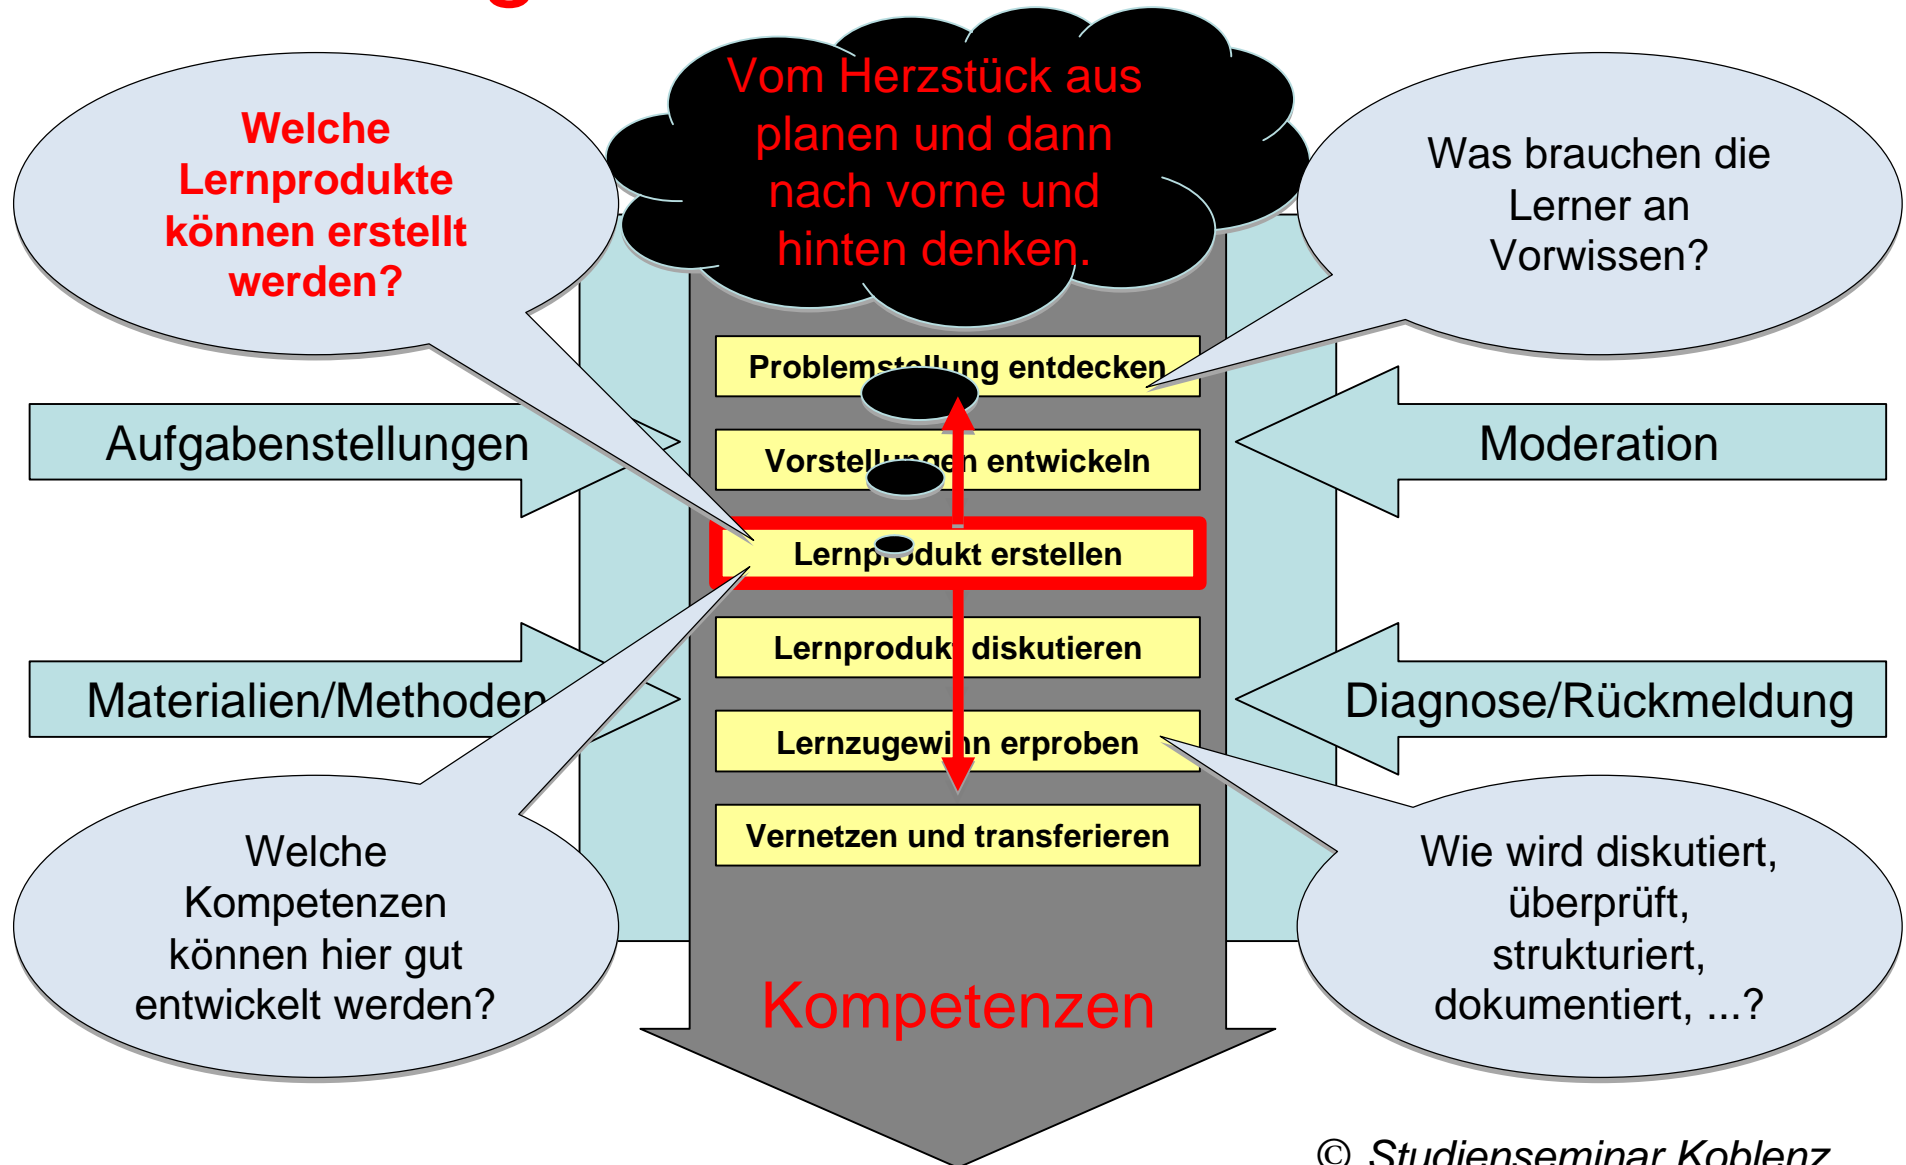 Vom Herzstück aus
planen und dann
nach vorne und
hinten denken.
Welche
Lernprodukte
können erstellt
werden?
Was brauchen die
Lerner an
Vorwissen?
Problemstellung entdecken
Aufgabenstellungen
Moderation
Vorstellungen entwickeln
Lernprodukt erstellen
Lernprodukt diskutieren
Materialien/Methoden
Diagnose/Rückmeldung
Lernzugewinn erproben
Vernetzen und transferieren
Welche
Kompetenzen
können hier gut
entwickelt werden?
Wie wird diskutiert,
überprüft,
strukturiert,
dokumentiert, ...?
Kompetenzen
© Studienseminar Koblenz